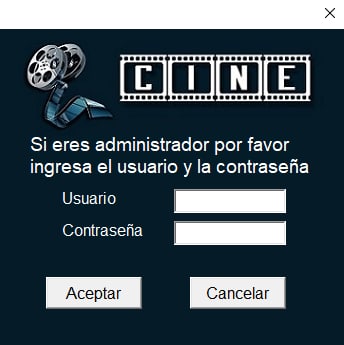 CINE
Si eres administrador por favor
ingresa el usuario y la contraseña
Usuario
Contraseña
Aceptar
Cancelar